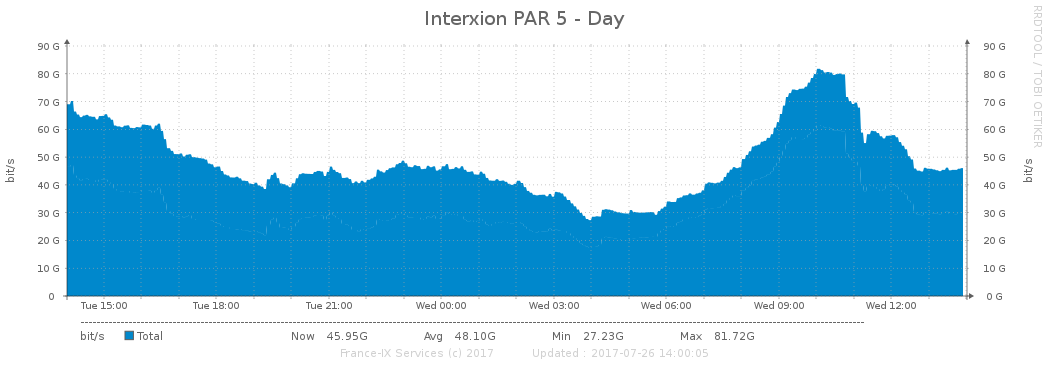 Interxion PAR 5 - Day
RRDTOOL / TOBI OETIKER
90 G 90 G
80 G 80 G
70 G 70 G
60 G 60 G
50 G 50 G
40 G 40 G
30 G 30 G
20 G 20 G
10 G 10 G
0 0 G
bit/s
bit/s
Tue 15:00 Tue 18:00 Tue 21:00 Wed 00:00 Wed 03:00 Wed 06:00 Wed 09:00 Wed 12:00
bit/s Total Now 45.95G Avg 48.10G Min 27.23G Max 81.72G
France-IX Services (c) 2017 Updated : 2017-07-26 14:00:05